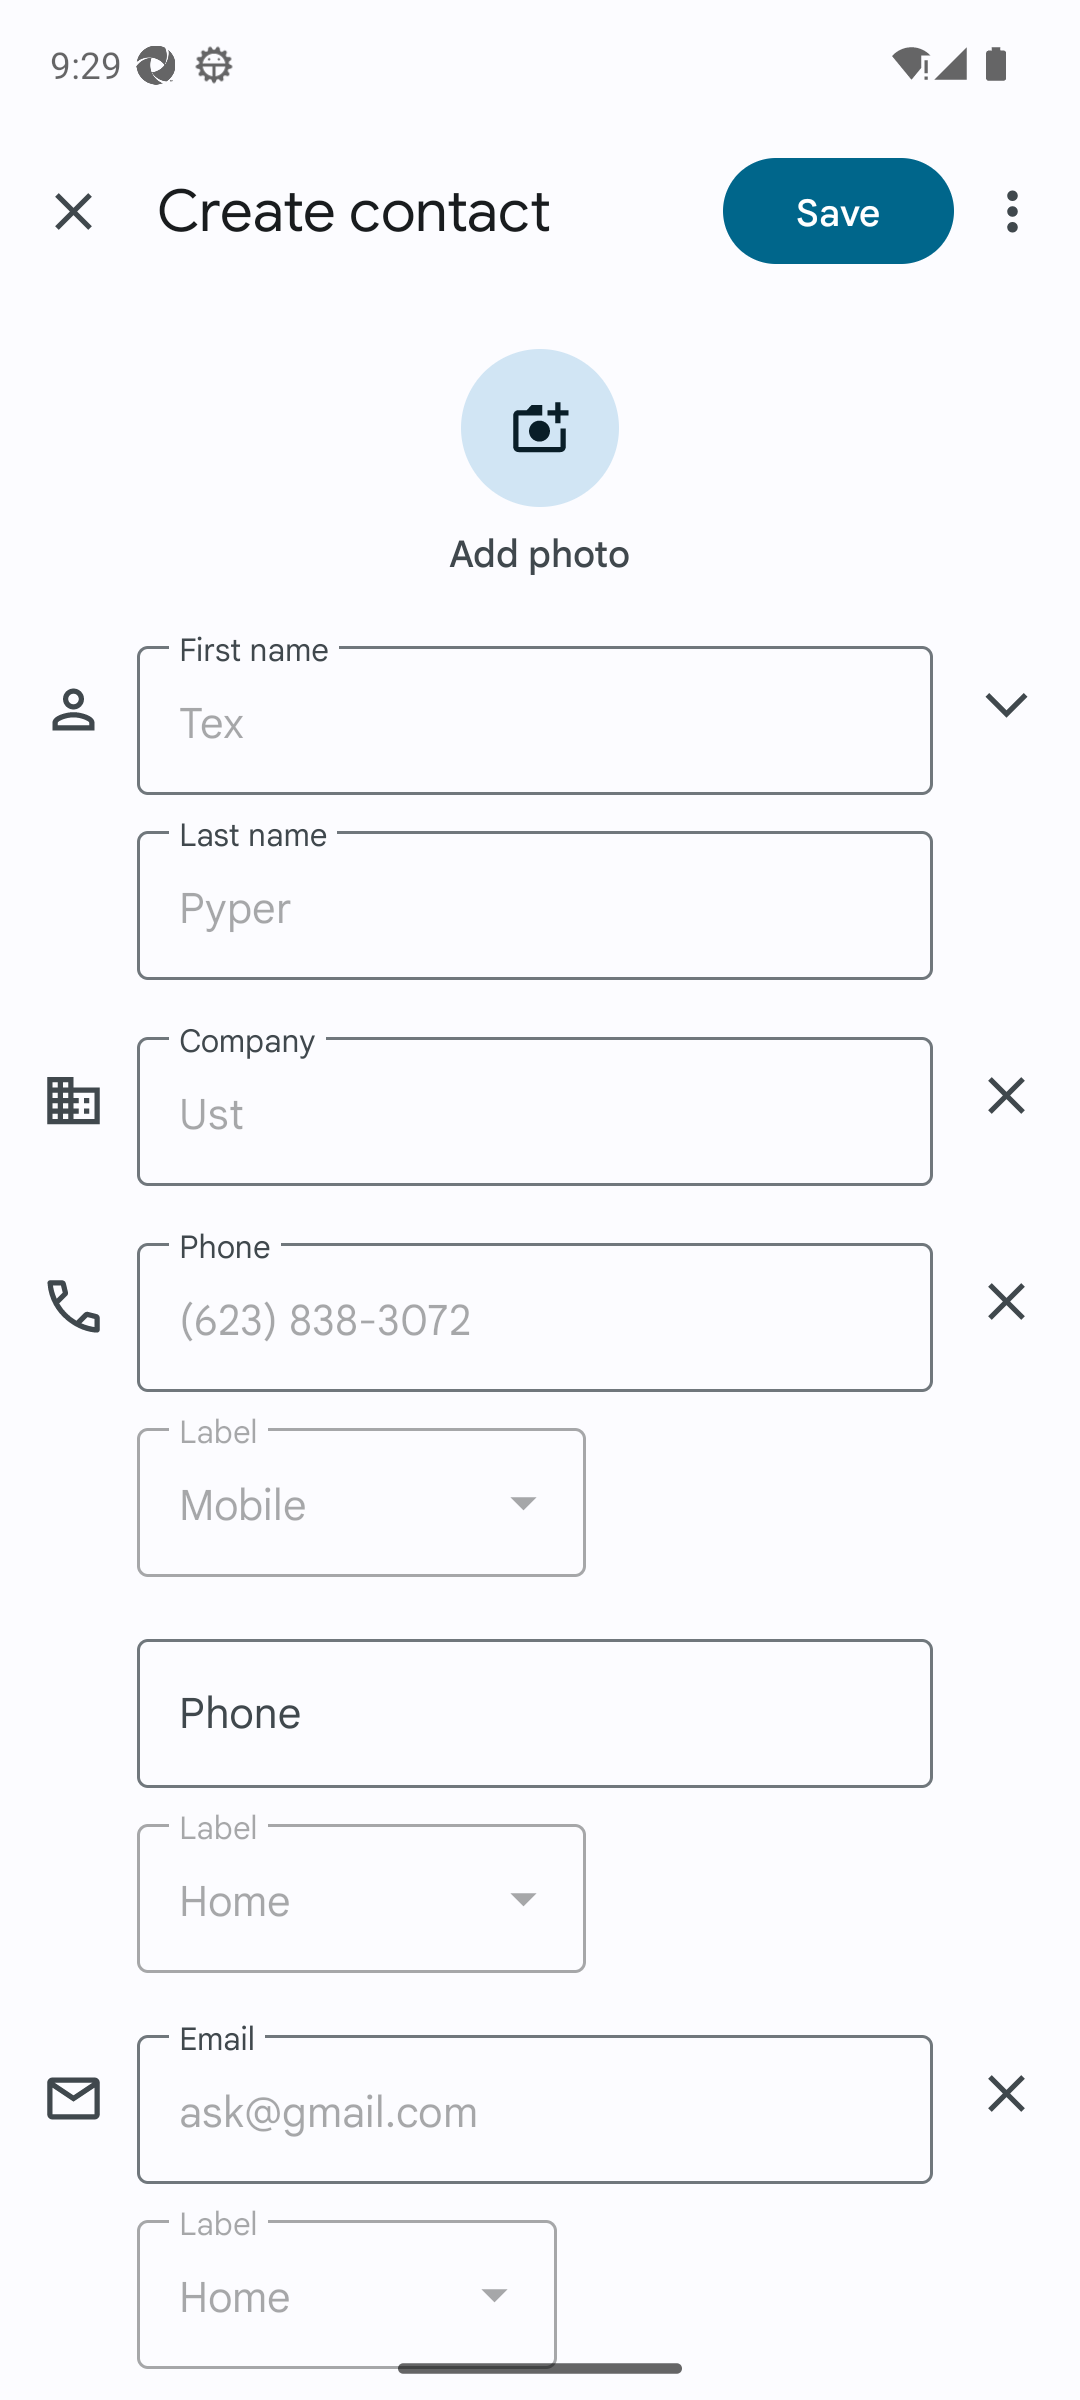 9:29
Create contact
Save
Add photo
First name
Tex
Last name
Pyper
Company
Ust
Phone
(623) 838-3072
Label
Mobile
Phone
Label
Home
Email
ask@gmail.com
Label
Home